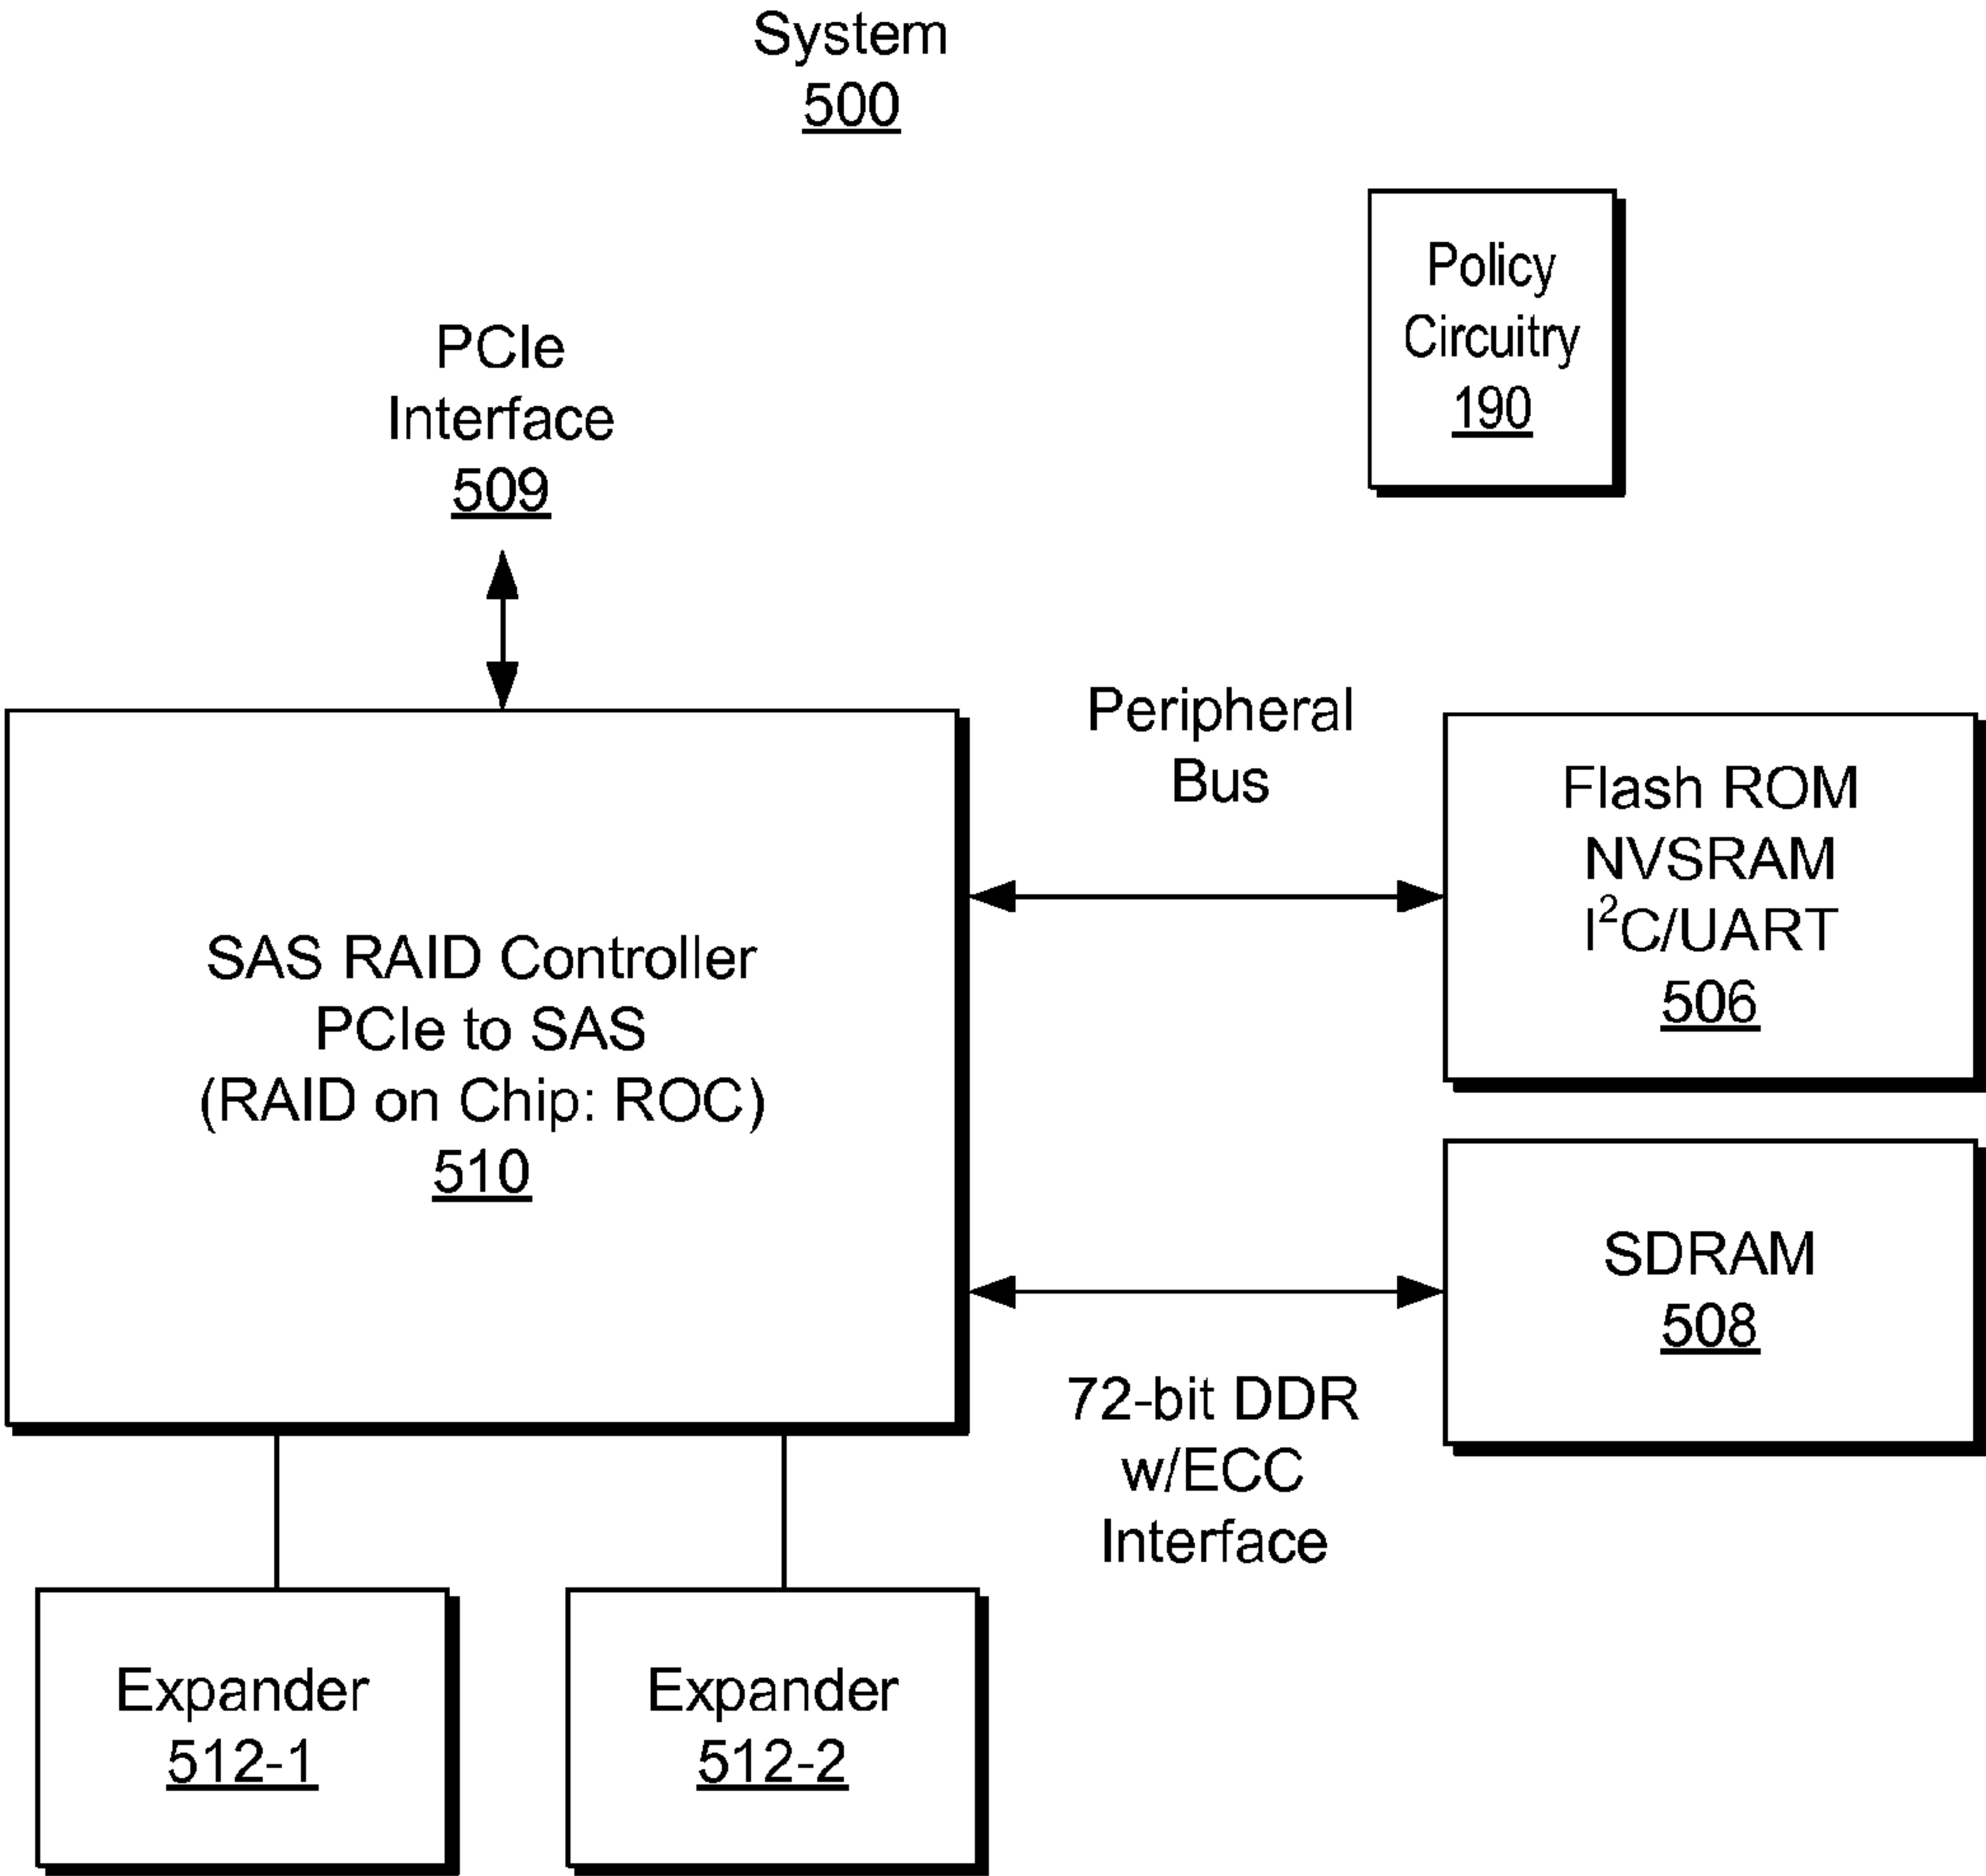 System
500
Policy
Circuitry
190
PCIe
Interface
509
Peripheral
Bus
Flash ROM
NVSRAM
I²C/UART
506
SAS RAID Controller
PCIe to SAS
(RAID on Chip: ROC)
510
SDRAM
508
72-bit DDR
w/ECC
Interface
Expander
512-1
Expander
512-2